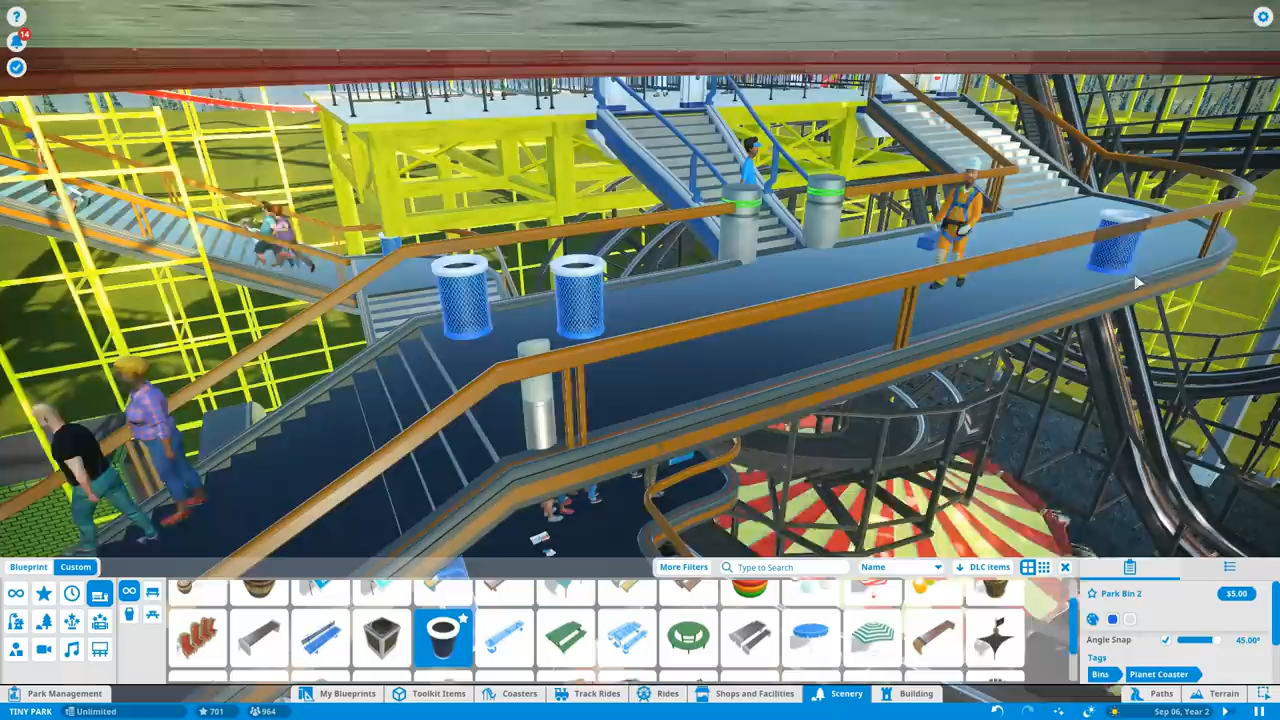 ?
14
Blueprint
Custom
More Filters
Type to Search
Name
DLC items
Park Bin 2
$5.00
Angle Snap
45.00°
Tags
Bins
Planet Coaster
Park Management
My Blueprints
Toolkit Items
Coasters
Track Rides
Rides
Shops and Facilities
Scenery
Building
Paths
Terrain
TINY PARK
Unlimited
701
964
Sep 06, Year 2